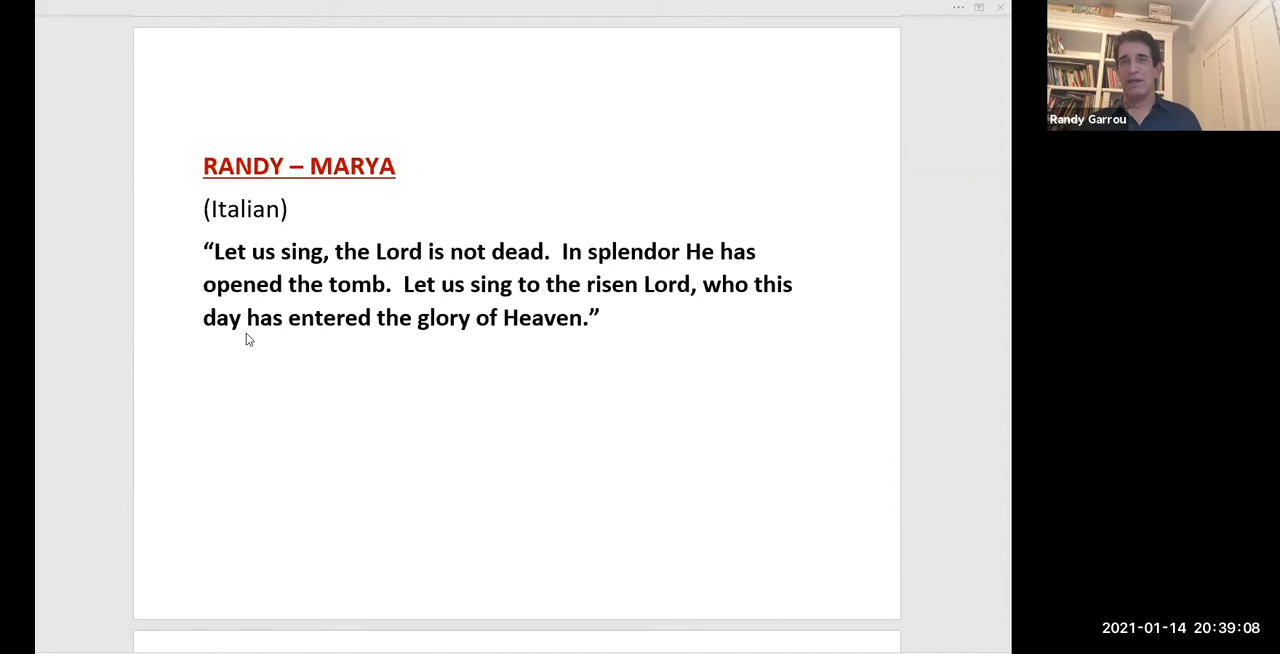 RANDY – MARYA
(Italian)
“Let us sing, the Lord is not dead.  In splendor He has
opened the tomb.  Let us sing to the risen Lord, who this
day has entered the glory of Heaven.”
Randy Garrou
2021-01-14 20:39:08